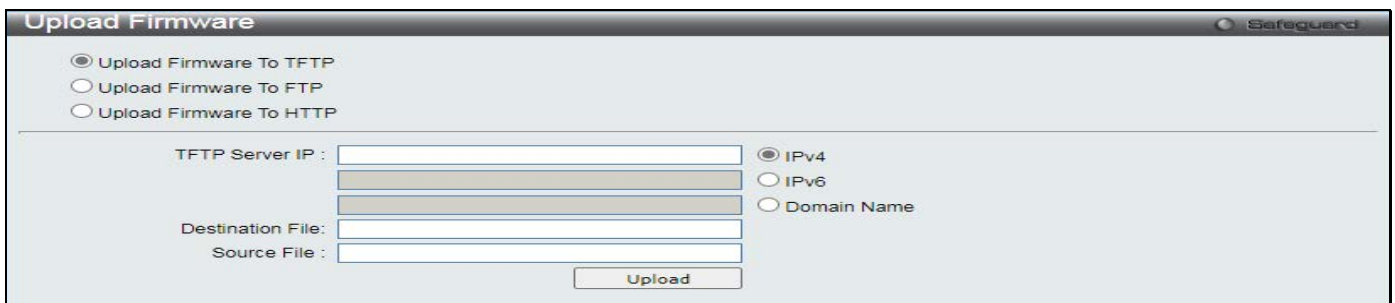 Upload Firmware
Safeguard
Upload Firmware To TFTP
Upload Firmware To FTP
Upload Firmware To HTTP
TFTP Server IP :
IPv4
IPv6
Domain Name
Destination File:
Source File :
Upload